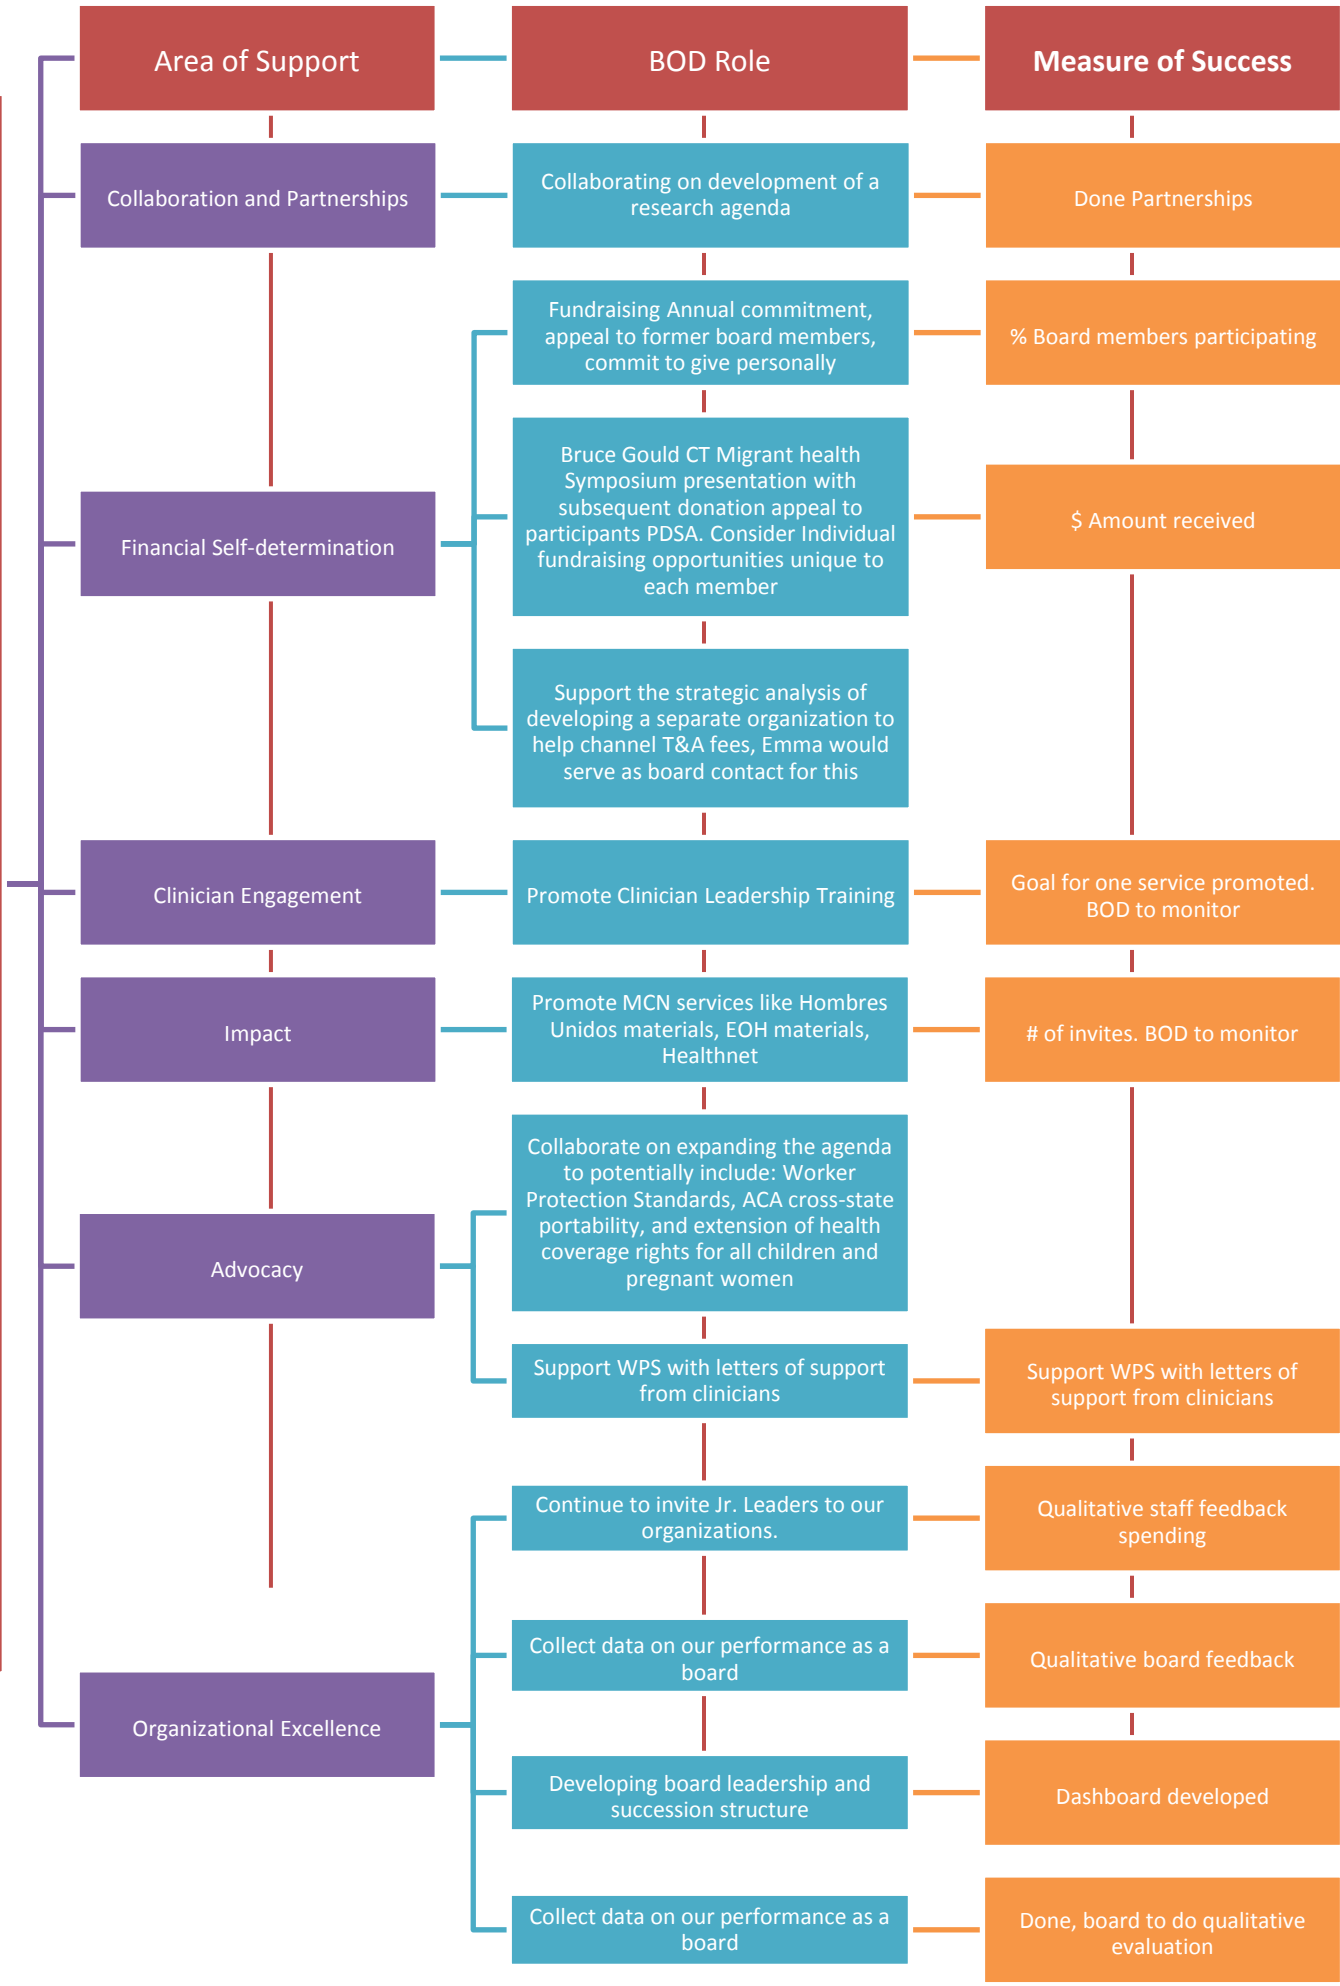 Area of Support
BOD Role
Measure of Success
Collaboration and Partnerships
Collaborating on development of a
research agenda
Done Partnerships
Financial Self-determination
Fundraising Annual commitment,
appeal to former board members,
commit to give personally
% Board members participating
Bruce Gould CT Migrant health
Symposium presentation with
subsequent donation appeal to
participants PDSA. Consider Individual
fundraising opportunities unique to
each member
$ Amount received
Support the strategic analysis of
developing a separate organization to
help channel T&A fees, Emma would
serve as board contact for this
Clinician Engagement
Promote Clinician Leadership Training
Goal for one service promoted.
BOD to monitor
Impact
Promote MCN services like Hombres
Unidos materials, EOH materials,
Healthnet
# of invites. BOD to monitor
Advocacy
Collaborate on expanding the agenda
to potentially include: Worker
Protection Standards, ACA cross-state
portability, and extension of health
coverage rights for all children and
pregnant women
Support WPS with letters of support
from clinicians
Support WPS with letters of
support from clinicians
Organizational Excellence
Continue to invite Jr. Leaders to our
organizations.
Qualitative staff feedback
spending
Collect data on our performance as a
board
Qualitative board feedback
Developing board leadership and
succession structure
Dashboard developed
Collect data on our performance as a
board
Done, board to do qualitative
evaluation